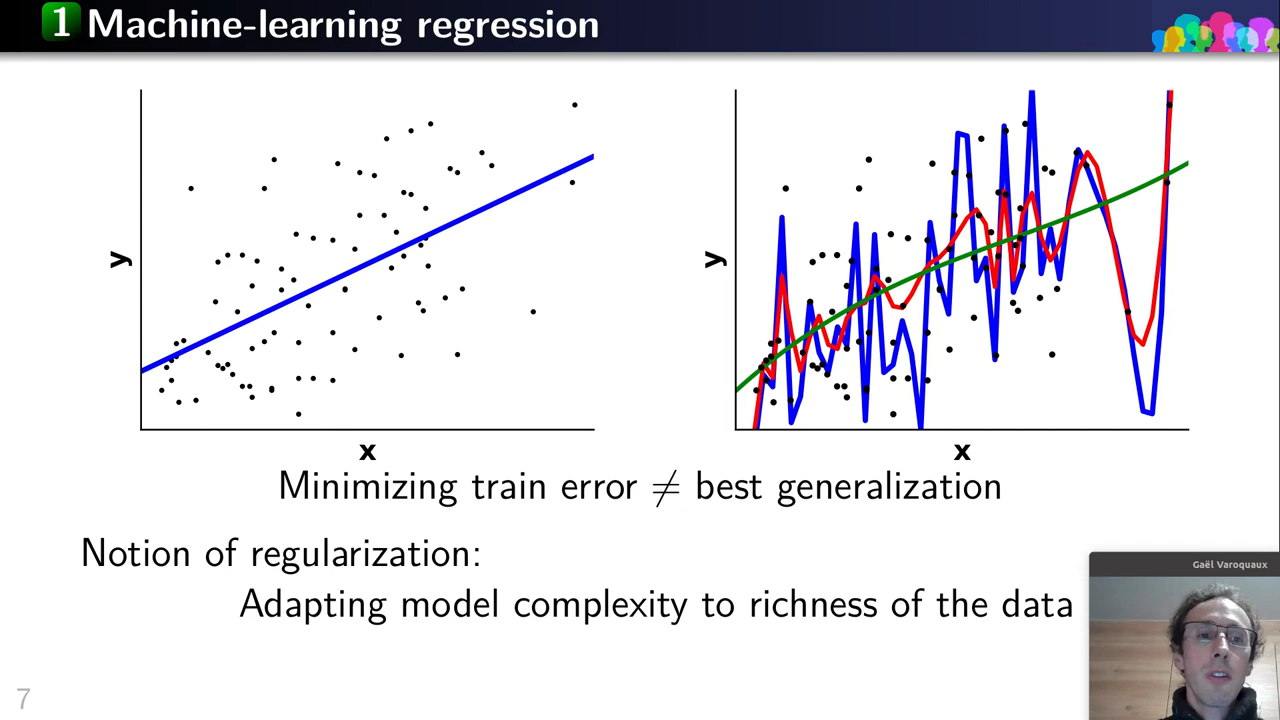 1 Machine-learning regression
y
x
y
x
Minimizing train error ≠ best generalization
Notion of regularization:
Adapting model complexity to richness of the data
Gaël Varoquaux
7